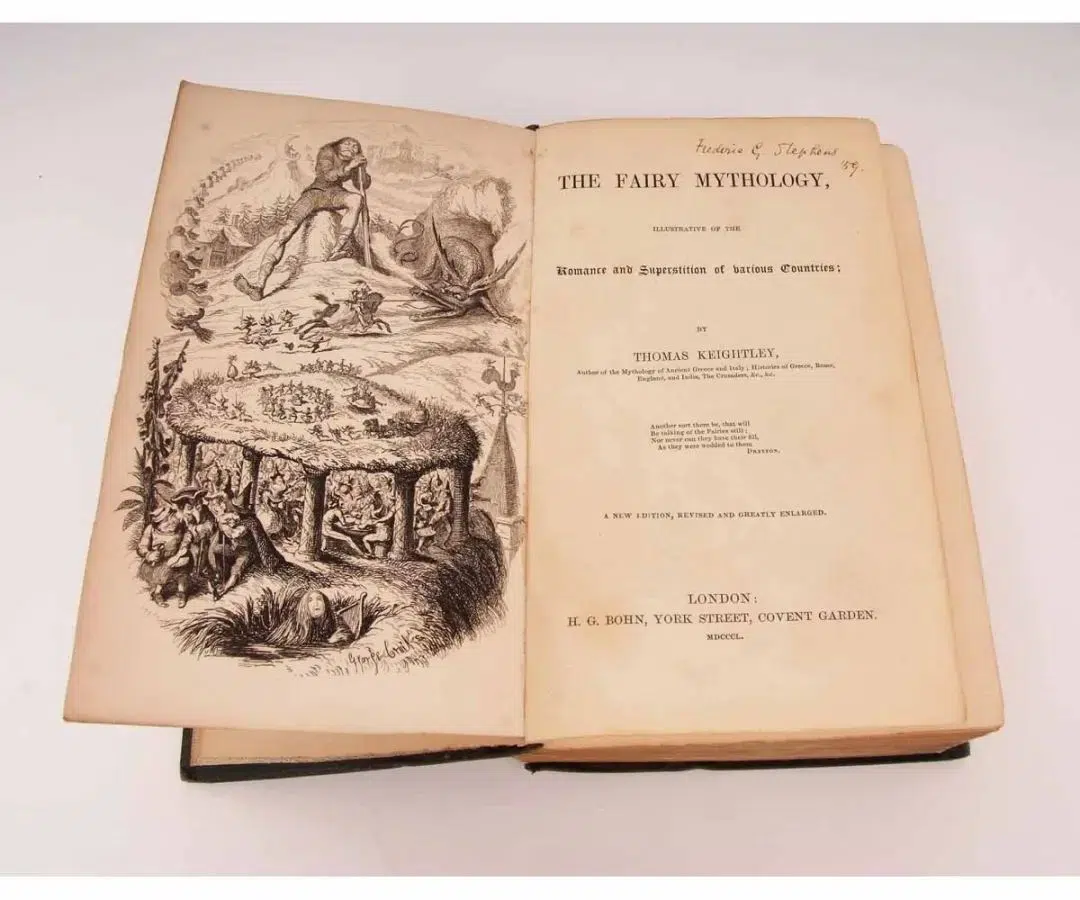 George Cruik
Frederic G. Stephens
'59.
THE FAIRY MYTHOLOGY,
ILLUSTRATIVE OF THE
Romance and Superstition of various Countries;
BY
THOMAS KEIGHTLEY,
Author of the Mythology of Ancient Greece and Italy; Histories of Greece, Rome,
England, and India, The Crusaders, &c., &c.
Another sort there be, that will
Be talking of the Fairies still;
Nor never can they have their fill,
As they were wedded to them
DRAYTON.
A NEW EDITION, REVISED AND GREATLY ENLARGED.
LONDON:
H. G. BOHN, YORK STREET, COVENT GARDEN.
MDCCCL.